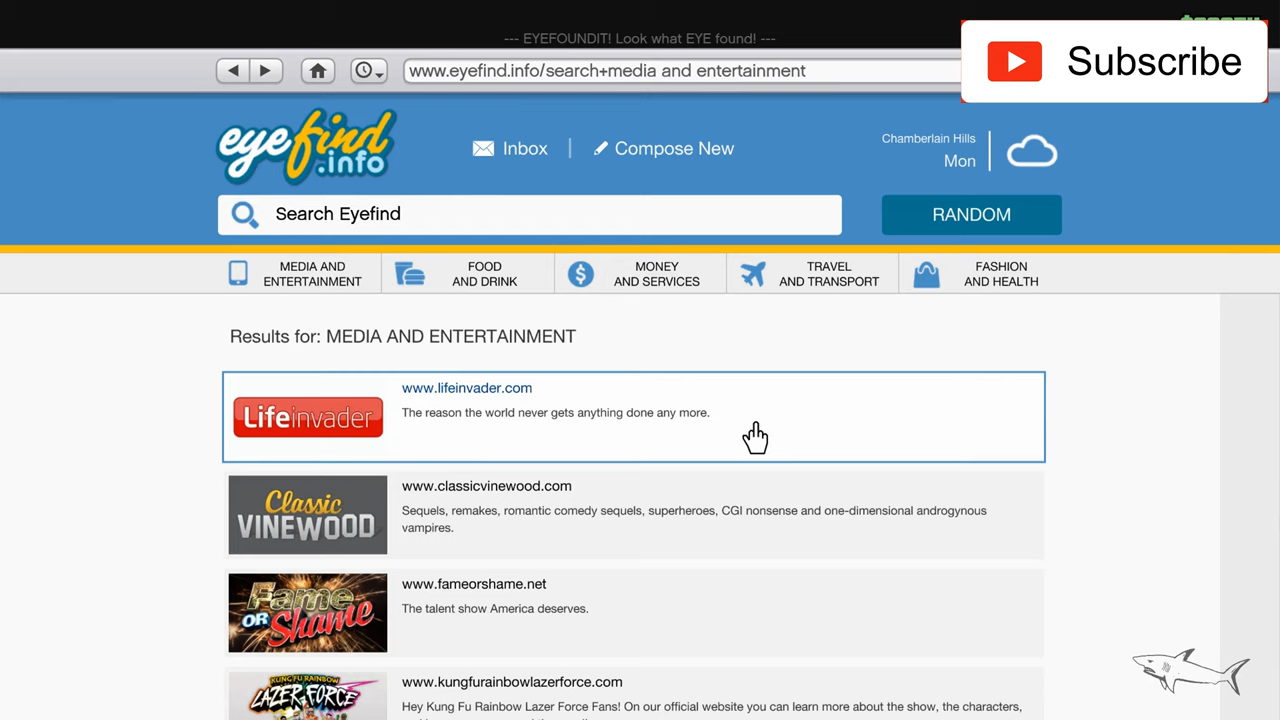 --- EYEFOUNDIT! Look what EYE found! ---
www.eyefind.info/search+media and entertainment
Subscribe
eyefind
.info
Inbox
Compose New
Chamberlain Hills
Mon
Search Eyefind
RANDOM
MEDIA AND
ENTERTAINMENT
FOOD
AND DRINK
MONEY
AND SERVICES
TRAVEL
AND TRANSPORT
FASHION
AND HEALTH
Results for: MEDIA AND ENTERTAINMENT
Lifeinvader
www.lifeinvader.com
The reason the world never gets anything done any more.
Classic
VINEWOOD
www.classicvinewood.com
Sequels, remakes, romantic comedy sequels, superheroes, CGI nonsense and one-dimensional androgynous
vampires.
Fame
OR Shame
www.fameorshame.net
The talent show America deserves.
KUNG FU RAINBOW
LAZER FORCE
www.kungfurainbowlazerforce.com
Hey Kung Fu Rainbow Lazer Force Fans! On our official website you can learn more about the show, the characters,